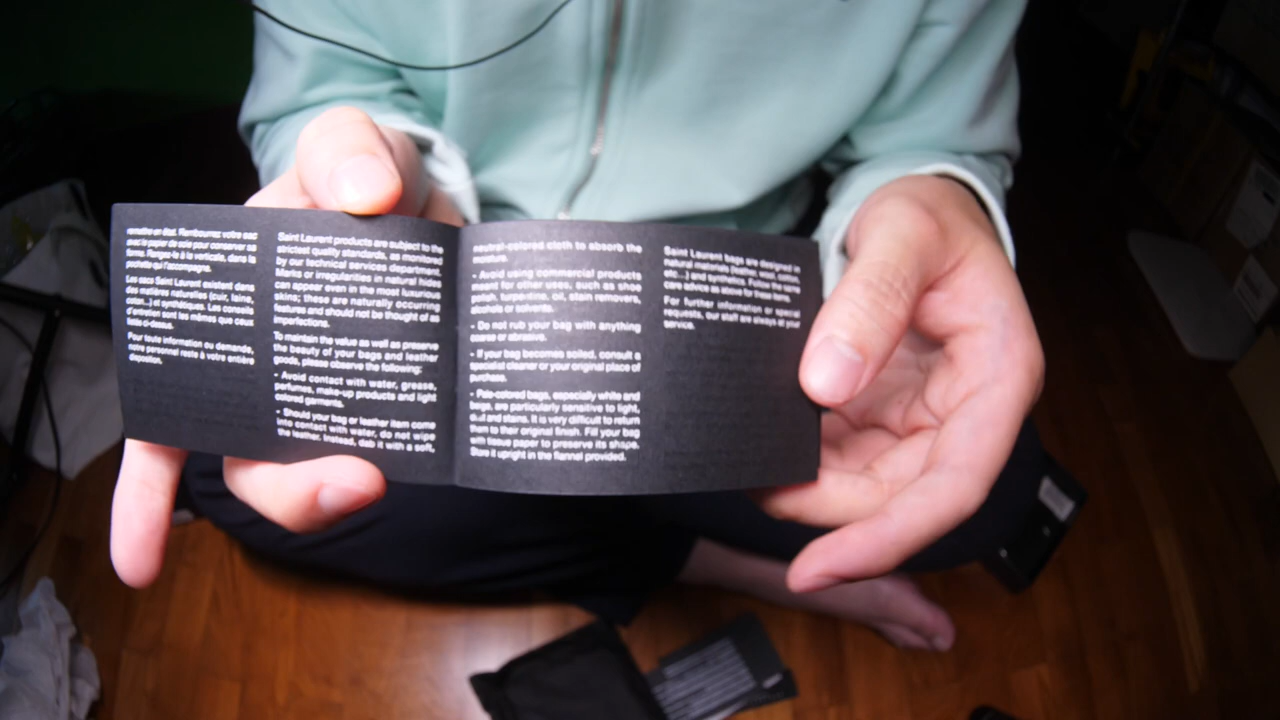 remettre en état. Rembourrez votre sac
avec le papier de soie pour conserver sa
forme. Rangez-le à la verticale, dans la
pochette qui l'accompagne.
Les sacs Saint Laurent existent dans
des matières naturelles (cuir, laine,
coton...) et synthétiques. Les conseils
d'entretien sont les mêmes que ceux
listés ci-dessus.
Pour toute information ou demande,
notre personnel reste à votre entière
disposition.
Saint Laurent products are subject to the
strictest quality standards, as monitored
by our technical services department.
Marks or irregularities in natural hides
can appear even in the most luxurious
skins; these are naturally occurring
features and should not be thought of as
imperfections.
To maintain the value as well as preserve
the beauty of your bags and leather
goods, please observe the following:
- Avoid contact with water, grease,
perfumes, make-up products and light
colored garments.
- Should your bag or leather item come
into contact with water, do not wipe
the leather. Instead, dab it with a soft,
neutral-colored cloth to absorb the
moisture.
- Avoid using commercial products
meant for other uses, such as shoe
polish, turpentine, oil, stain removers,
alcohols or solvents.
- Do not rub your bag with anything
coarse or abrasive.
- If your bag becomes soiled, consult a
specialist cleaner or your original place of
purchase.
- Pale-colored bags, especially white and
beige, are particularly sensitive to light,
dust and stains. It is very difficult to return
them to their original finish. Fill your bag
with tissue paper to preserve its shape.
Store it upright in the flannel provided.
Saint Laurent bags are designed in
natural materials (leather, wool, cotton,
etc...) and synthetics. Follow the same
care advice as above for these items.
For further information or special
requests, our staff are always at your
service.